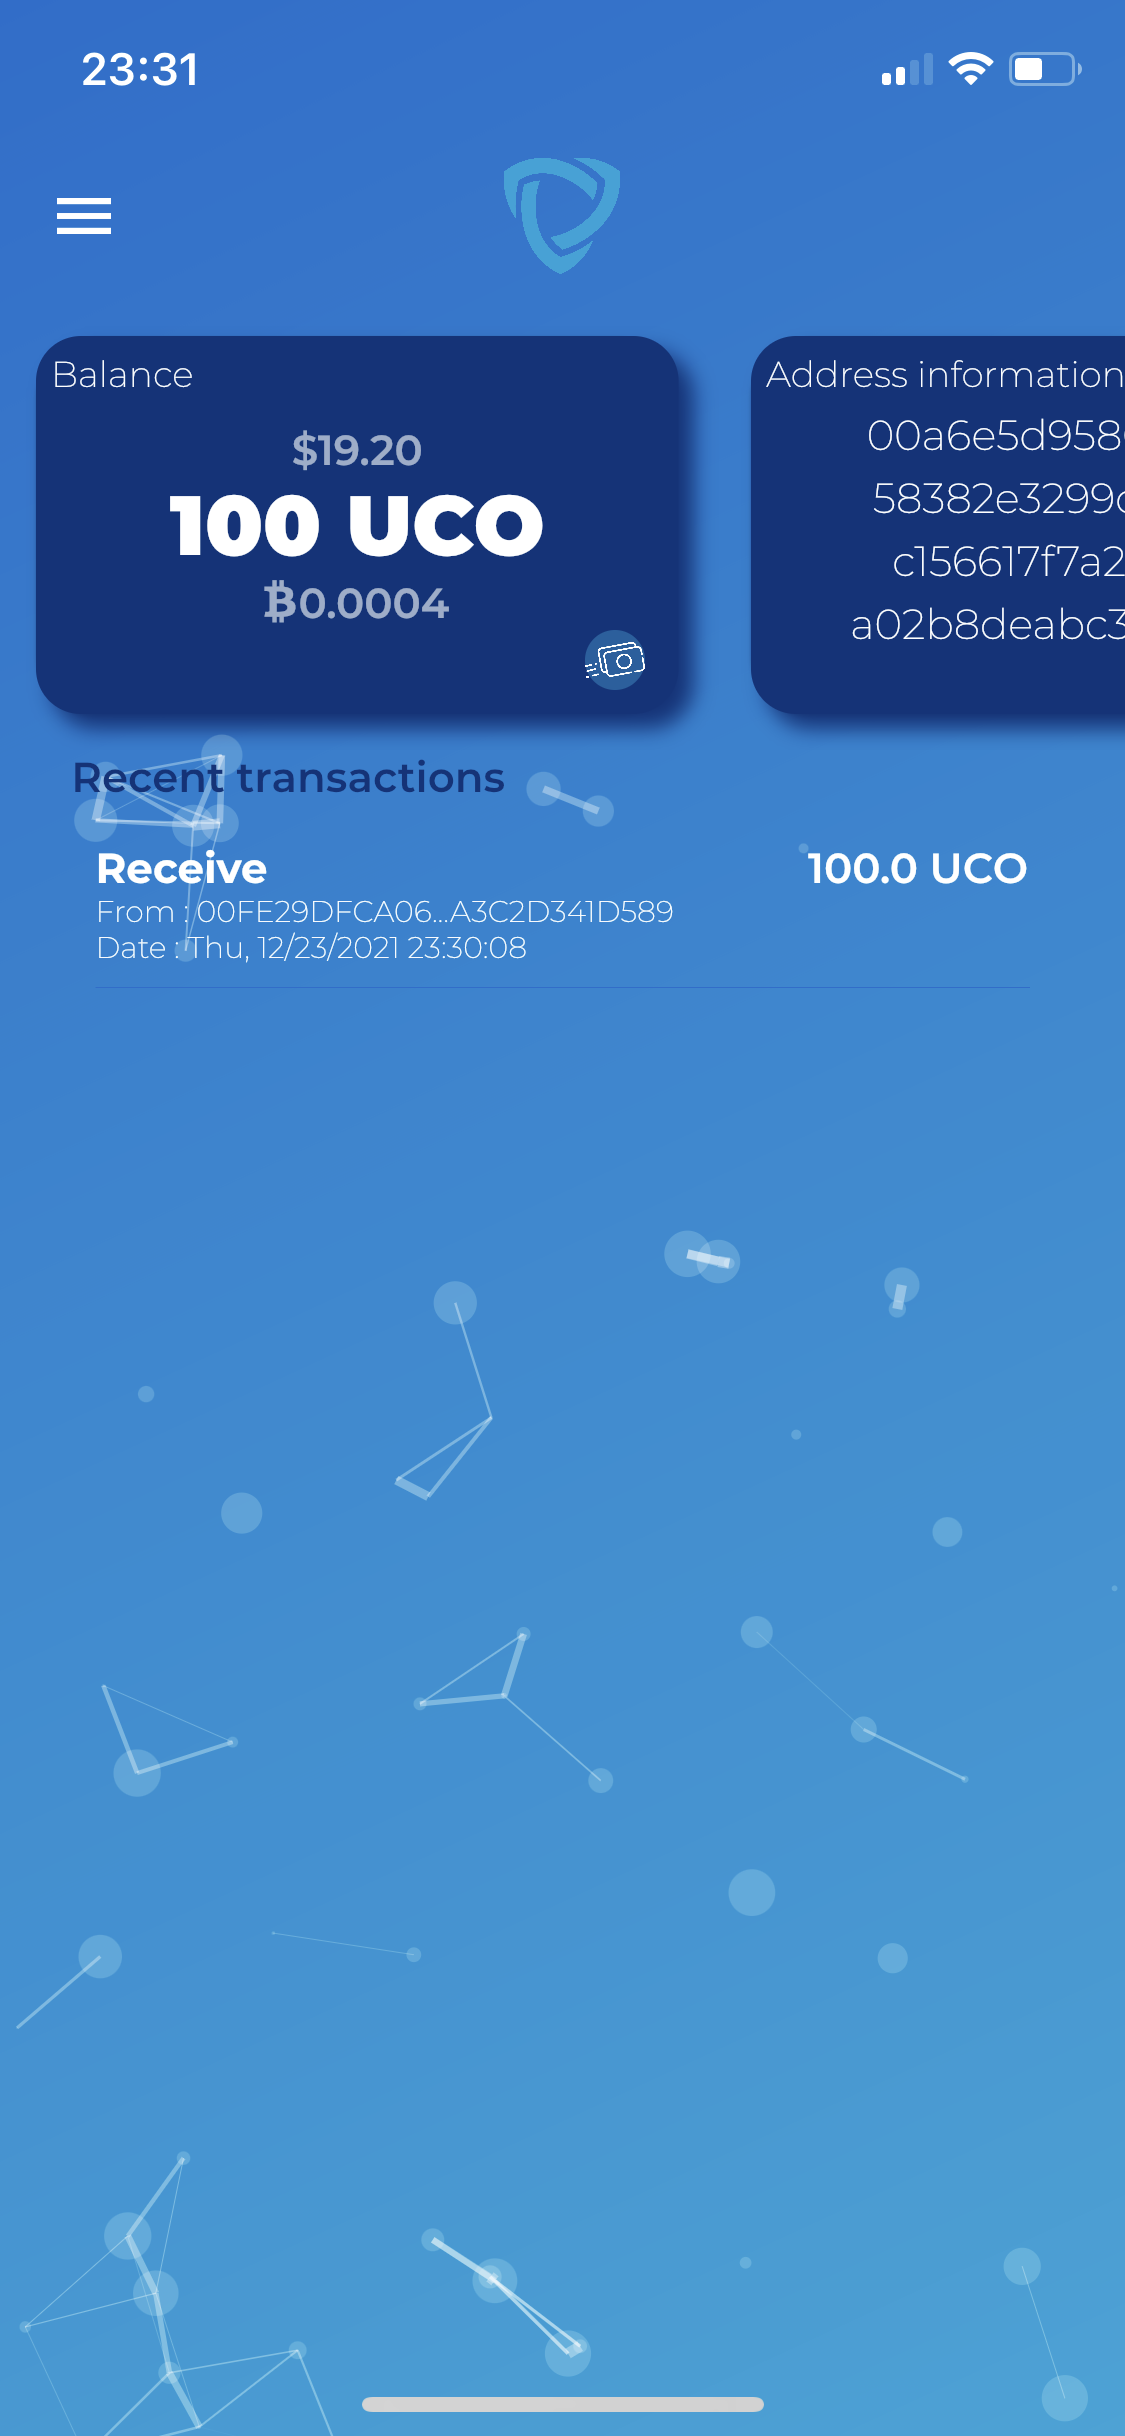 23:31
Balance
$19.20
100 UCO
₿0.0004
Address information
00a6e5d958
58382e3299
c156617f7a2
a02b8deabc3
Recent transactions
Receive
100.0 UCO
From : 00FE29DFCA06...A3C2D341D589
Date : Thu, 12/23/2021 23:30:08